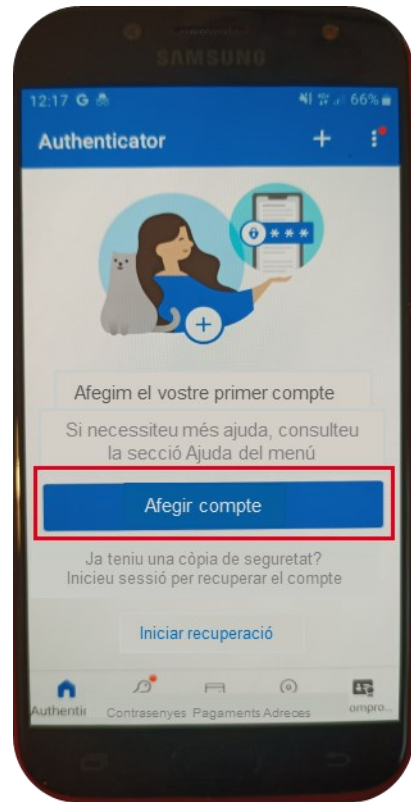 SAMSUNG
12:17 G 66%
Authenticator
* * *
Afegim el vostre primer compte
Si necessiteu més ajuda, consulteu
la secció Ajuda del menú
Afegir compte
Ja teniu una còpia de seguretat?
Inicieu sessió per recuperar el compte
Iniciar recuperació
Authentic Contrasenyes Pagaments Adreces ompro...